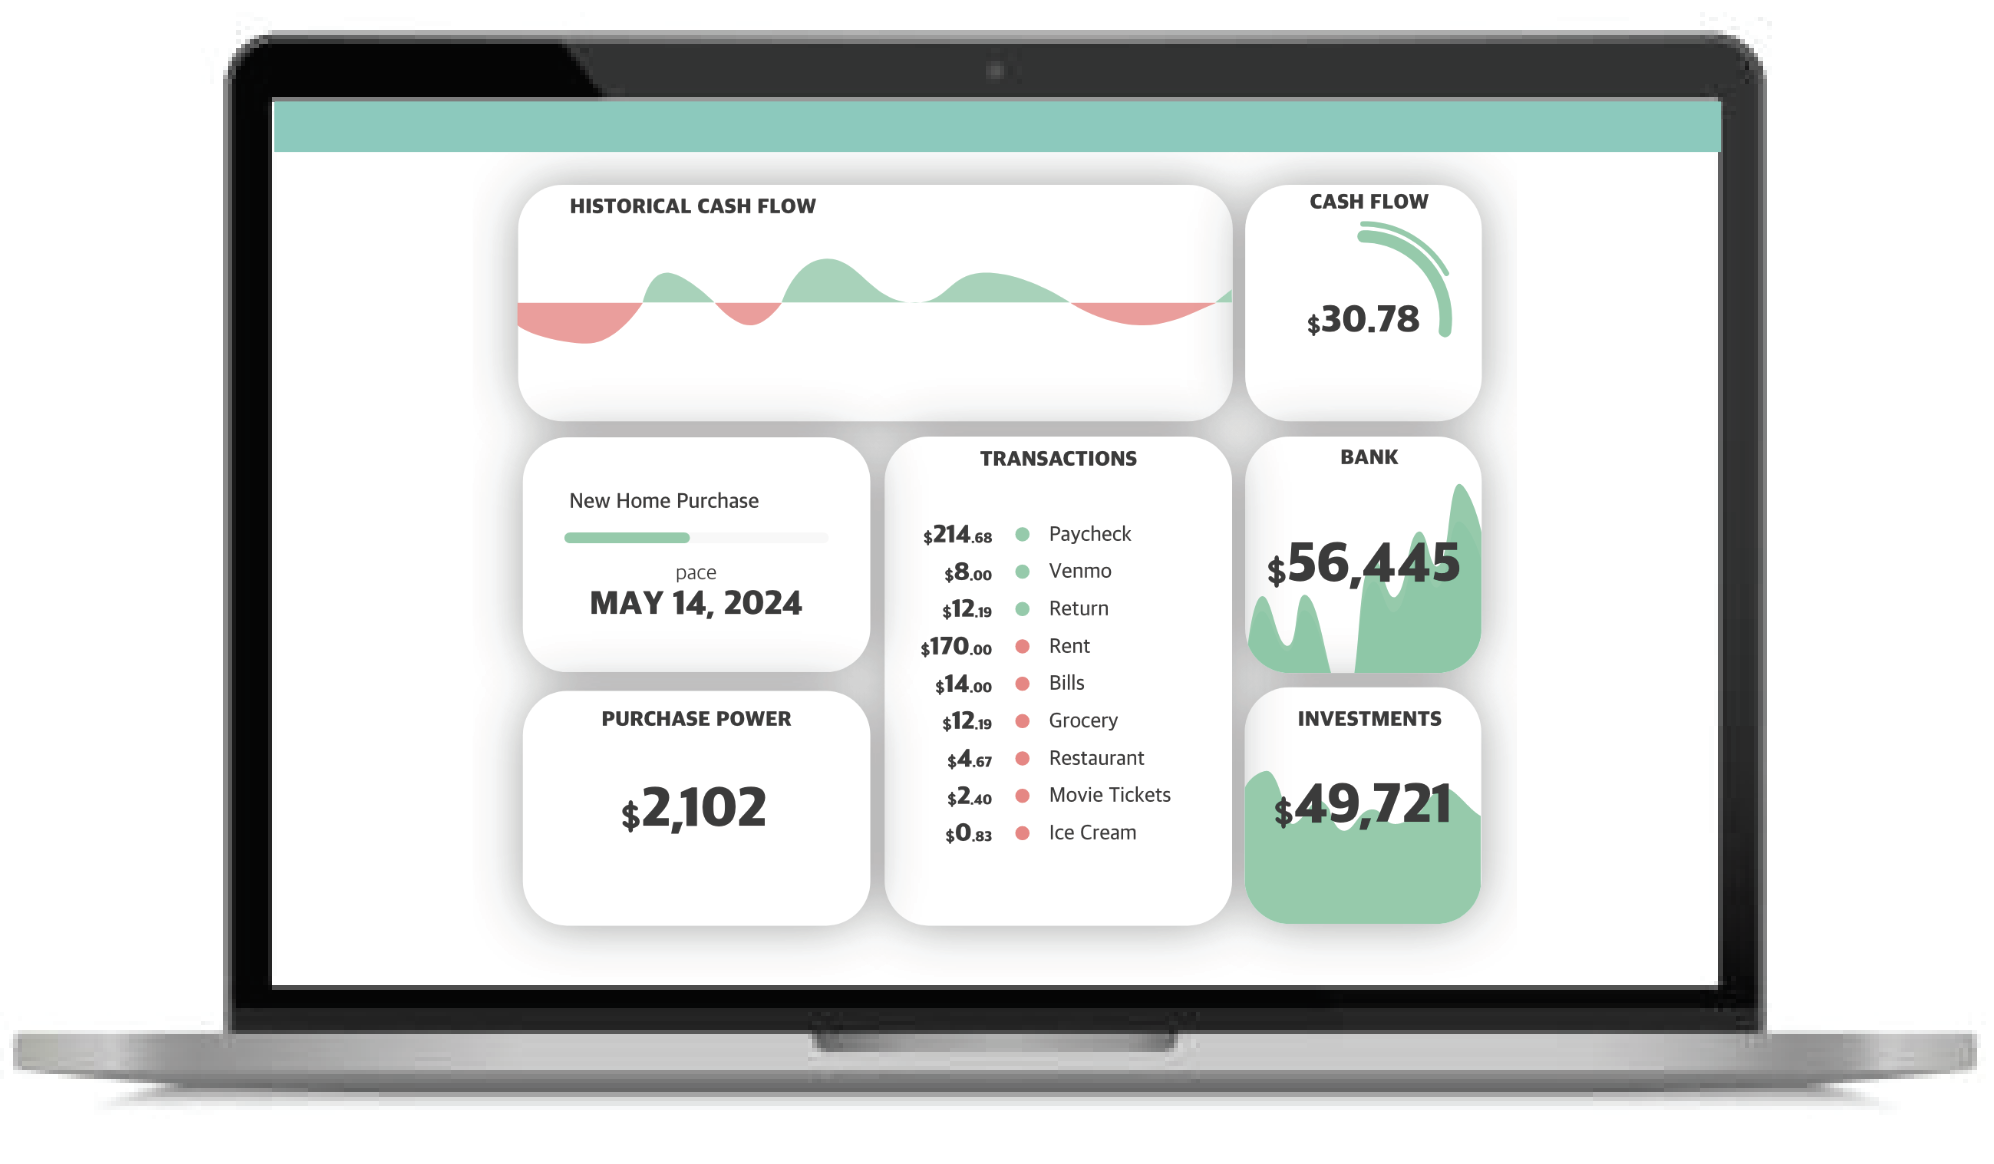 HISTORICAL CASH FLOW
CASH FLOW
$30.78
New Home Purchase
pace
MAY 14, 2024
TRANSACTIONS
$214.68 Paycheck
$8.00 Venmo
$12.19 Return
$170.00 Rent
$14.00 Bills
$12.19 Grocery
$4.67 Restaurant
$2.40 Movie Tickets
$0.83 Ice Cream
BANK
$56,445
PURCHASE POWER
$2,102
INVESTMENTS
$49,721